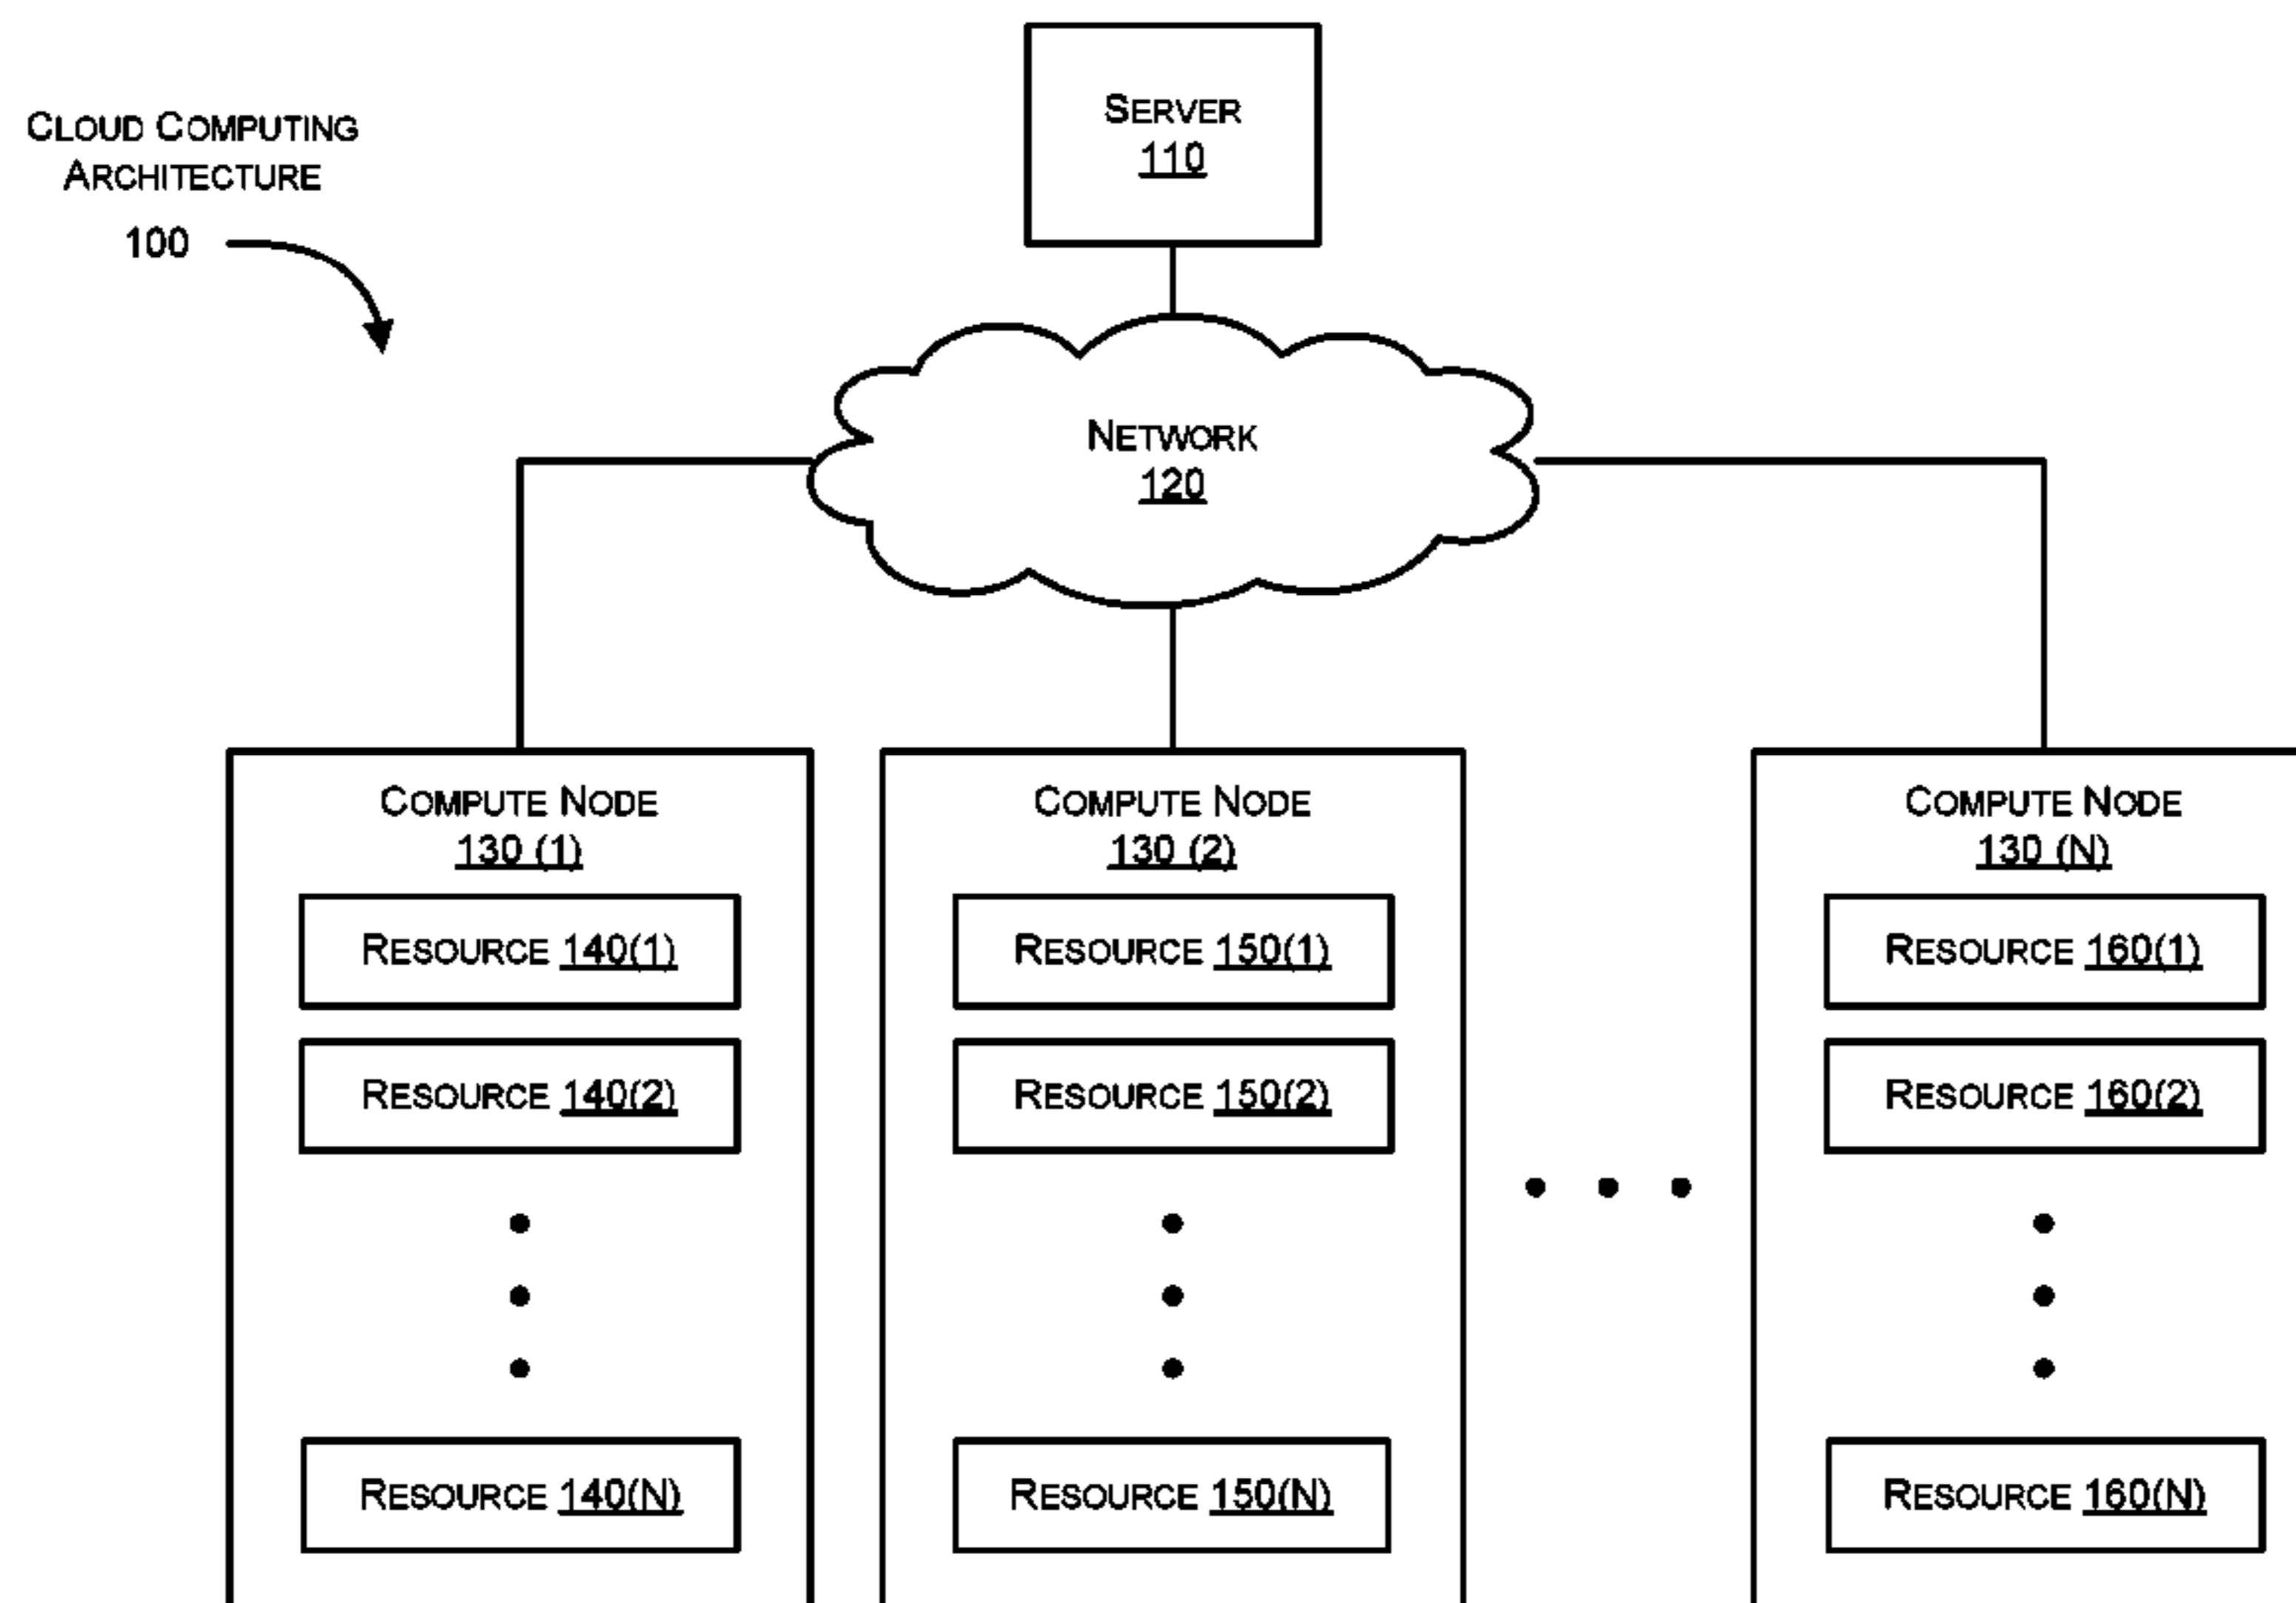 SERVER
110
CLOUD COMPUTING
ARCHITECTURE
100
NETWORK
120
COMPUTE NODE
130 (1)
RESOURCE 140(1)
RESOURCE 140(2)
RESOURCE 140(N)
COMPUTE NODE
130 (2)
RESOURCE 150(1)
RESOURCE 150(2)
RESOURCE 150(N)
COMPUTE NODE
130 (N)
RESOURCE 160(1)
RESOURCE 160(2)
RESOURCE 160(N)